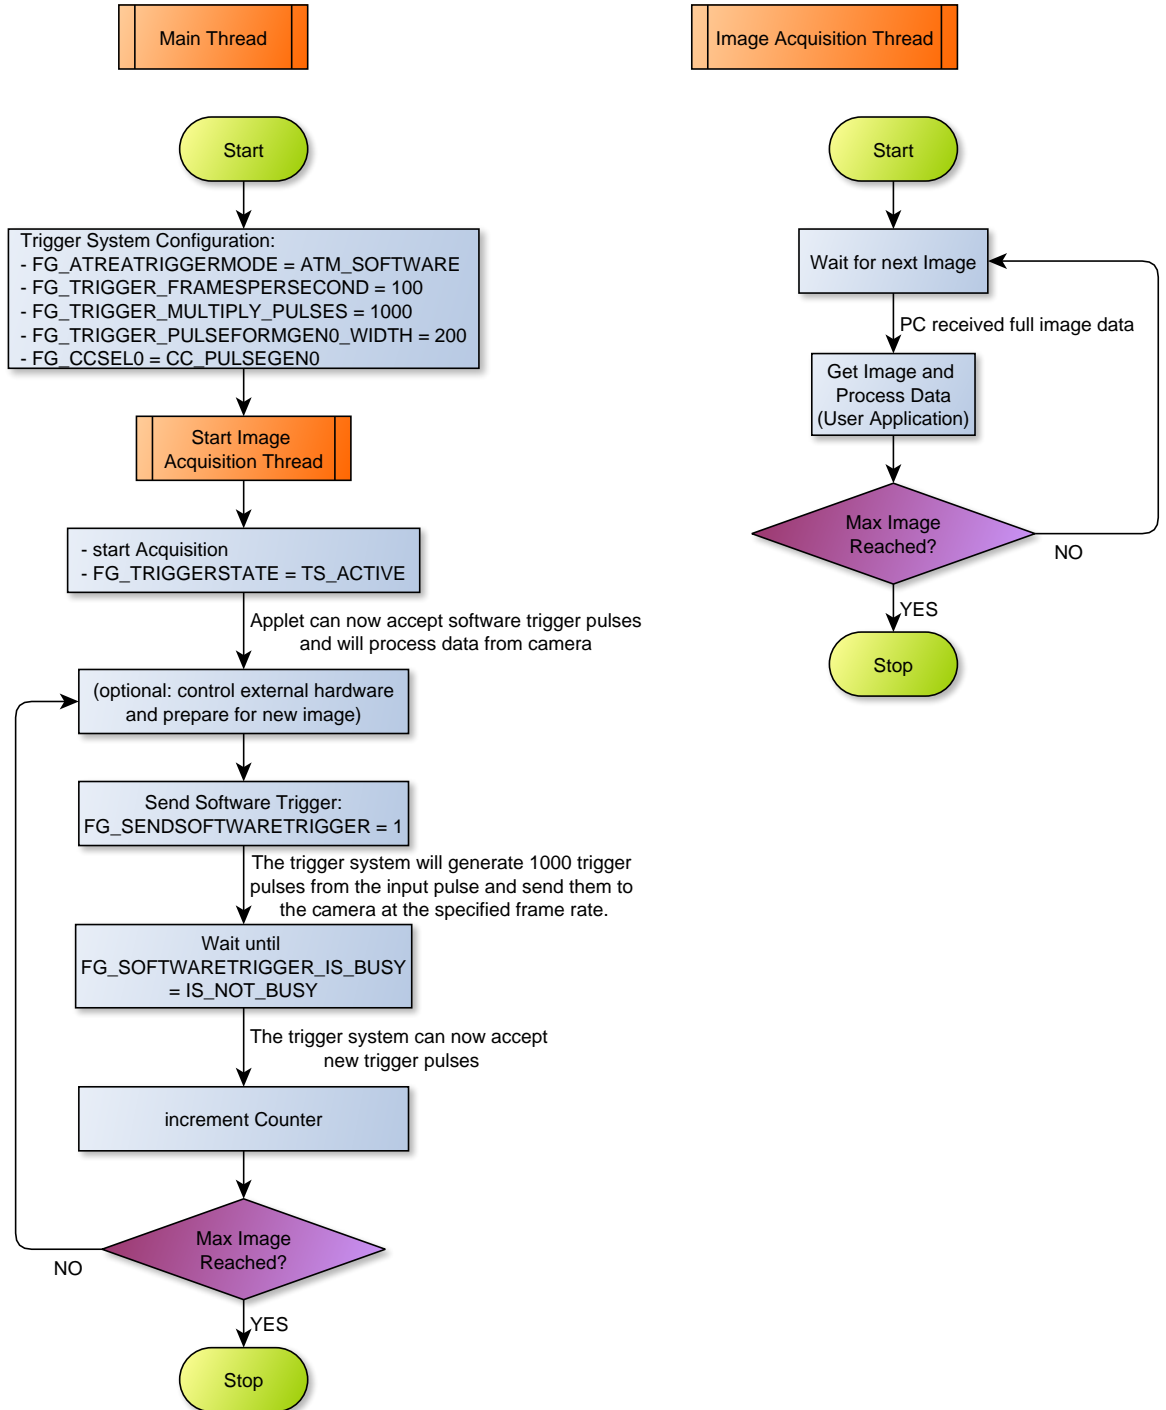 Main Thread
Start
Trigger System Configuration:
- FG_ATREATRIGGERMODE = ATM_SOFTWARE
- FG_TRIGGER_FRAMESPERSECOND = 100
- FG_TRIGGER_MULTIPLY_PULSES = 1000
- FG_TRIGGER_PULSEFORMGEN0_WIDTH = 200
- FG_CCSEL0 = CC_PULSEGEN0
Start Image
Acquisition Thread
- start Acquisition
- FG_TRIGGERSTATE = TS_ACTIVE
Applet can now accept software trigger pulses
and will process data from camera
(optional: control external hardware
and prepare for new image)
Send Software Trigger:
FG_SENDSOFTWARETRIGGER = 1
The trigger system will generate 1000 trigger
pulses from the input pulse and send them to
the camera at the specified frame rate.
Wait until
FG_SOFTWARETRIGGER_IS_BUSY
= IS_NOT_BUSY
The trigger system can now accept
new trigger pulses
increment Counter
Max Image
Reached?
NO
YES
Stop
Image Acquisition Thread
Start
Wait for next Image
PC received full image data
Get Image and
Process Data
(User Application)
Max Image
Reached?
NO
YES
Stop